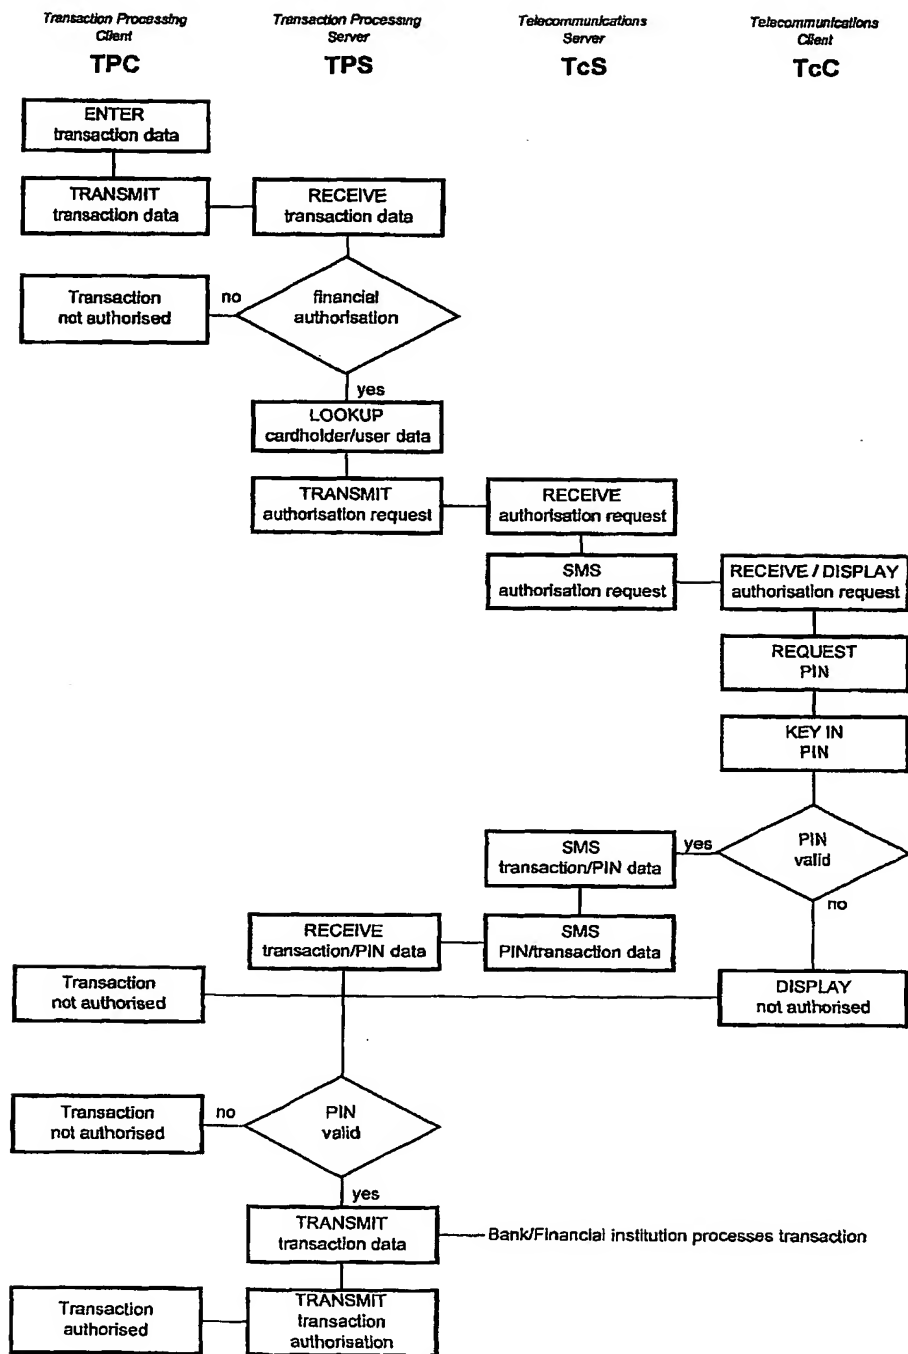 Transaction Processing
Client
TPC
Transaction Processing
Server
TPS
Telecommunications
Server
TcS
Telecommunications
Client
TcC
ENTER
transaction data
TRANSMIT
transaction data
RECEIVE
transaction data
Transaction
not authorised
no
financial
authorisation
yes
LOOKUP
cardholder/user data
TRANSMIT
authorisation request
RECEIVE
authorisation request
SMS
authorisation request
RECEIVE / DISPLAY
authorisation request
REQUEST
PIN
KEY IN
PIN
SMS
transaction/PIN data
yes
PIN
valid
no
RECEIVE
transaction/PIN data
SMS
PIN/transaction data
Transaction
not authorised
DISPLAY
not authorised
Transaction
not authorised
no
PIN
valid
yes
TRANSMIT
transaction data
Bank/Financial institution processes transaction
Transaction
authorised
TRANSMIT
transaction
authorisation